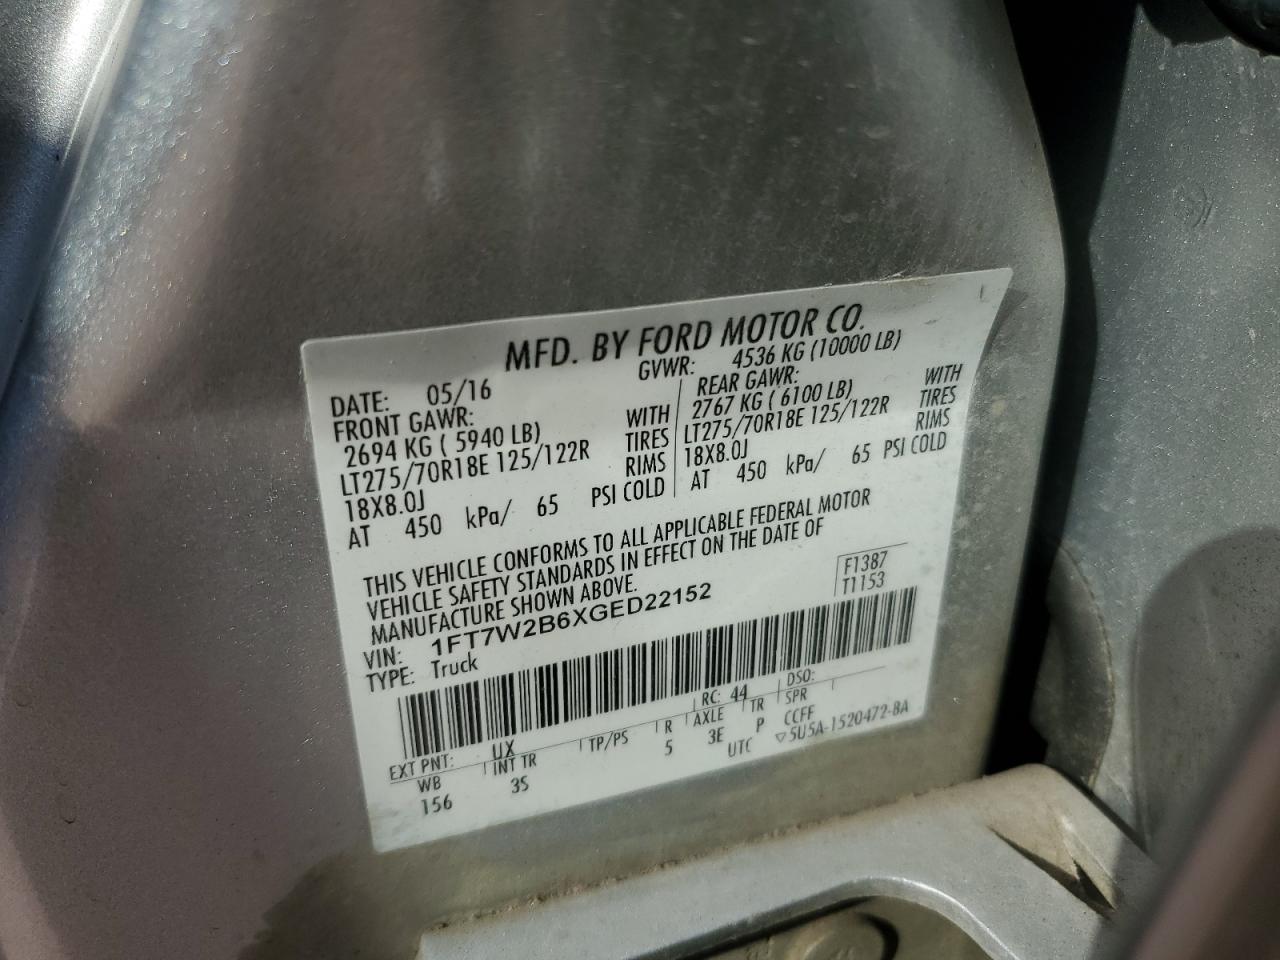 MFD. BY FORD MOTOR CO.
DATE: 05/16 GVWR: 4536 KG (10000 LB)
FRONT GAWR: REAR GAWR:
2694 KG ( 5940 LB) WITH 2767 KG ( 6100 LB) WITH
LT275/70R18E 125/122R TIRES LT275/70R18E 125/122R TIRES
18X8.0J RIMS 18X8.0J RIMS
AT 450 kPa/ 65 PSI COLD AT 450 kPa/ 65 PSI COLD
THIS VEHICLE CONFORMS TO ALL APPLICABLE FEDERAL MOTOR
VEHICLE SAFETY STANDARDS IN EFFECT ON THE DATE OF
MANUFACTURE SHOWN ABOVE.
F1387
VIN: 1FT7W2B6XGED22152 T1153
TYPE: Truck
EXT PNT: UX RC: 44 DSO:
WB INT TR TP/PS R AXLE TR SPR
156 3S 5 3E P CCFF
UTC ▽5U5A-1520472-BA